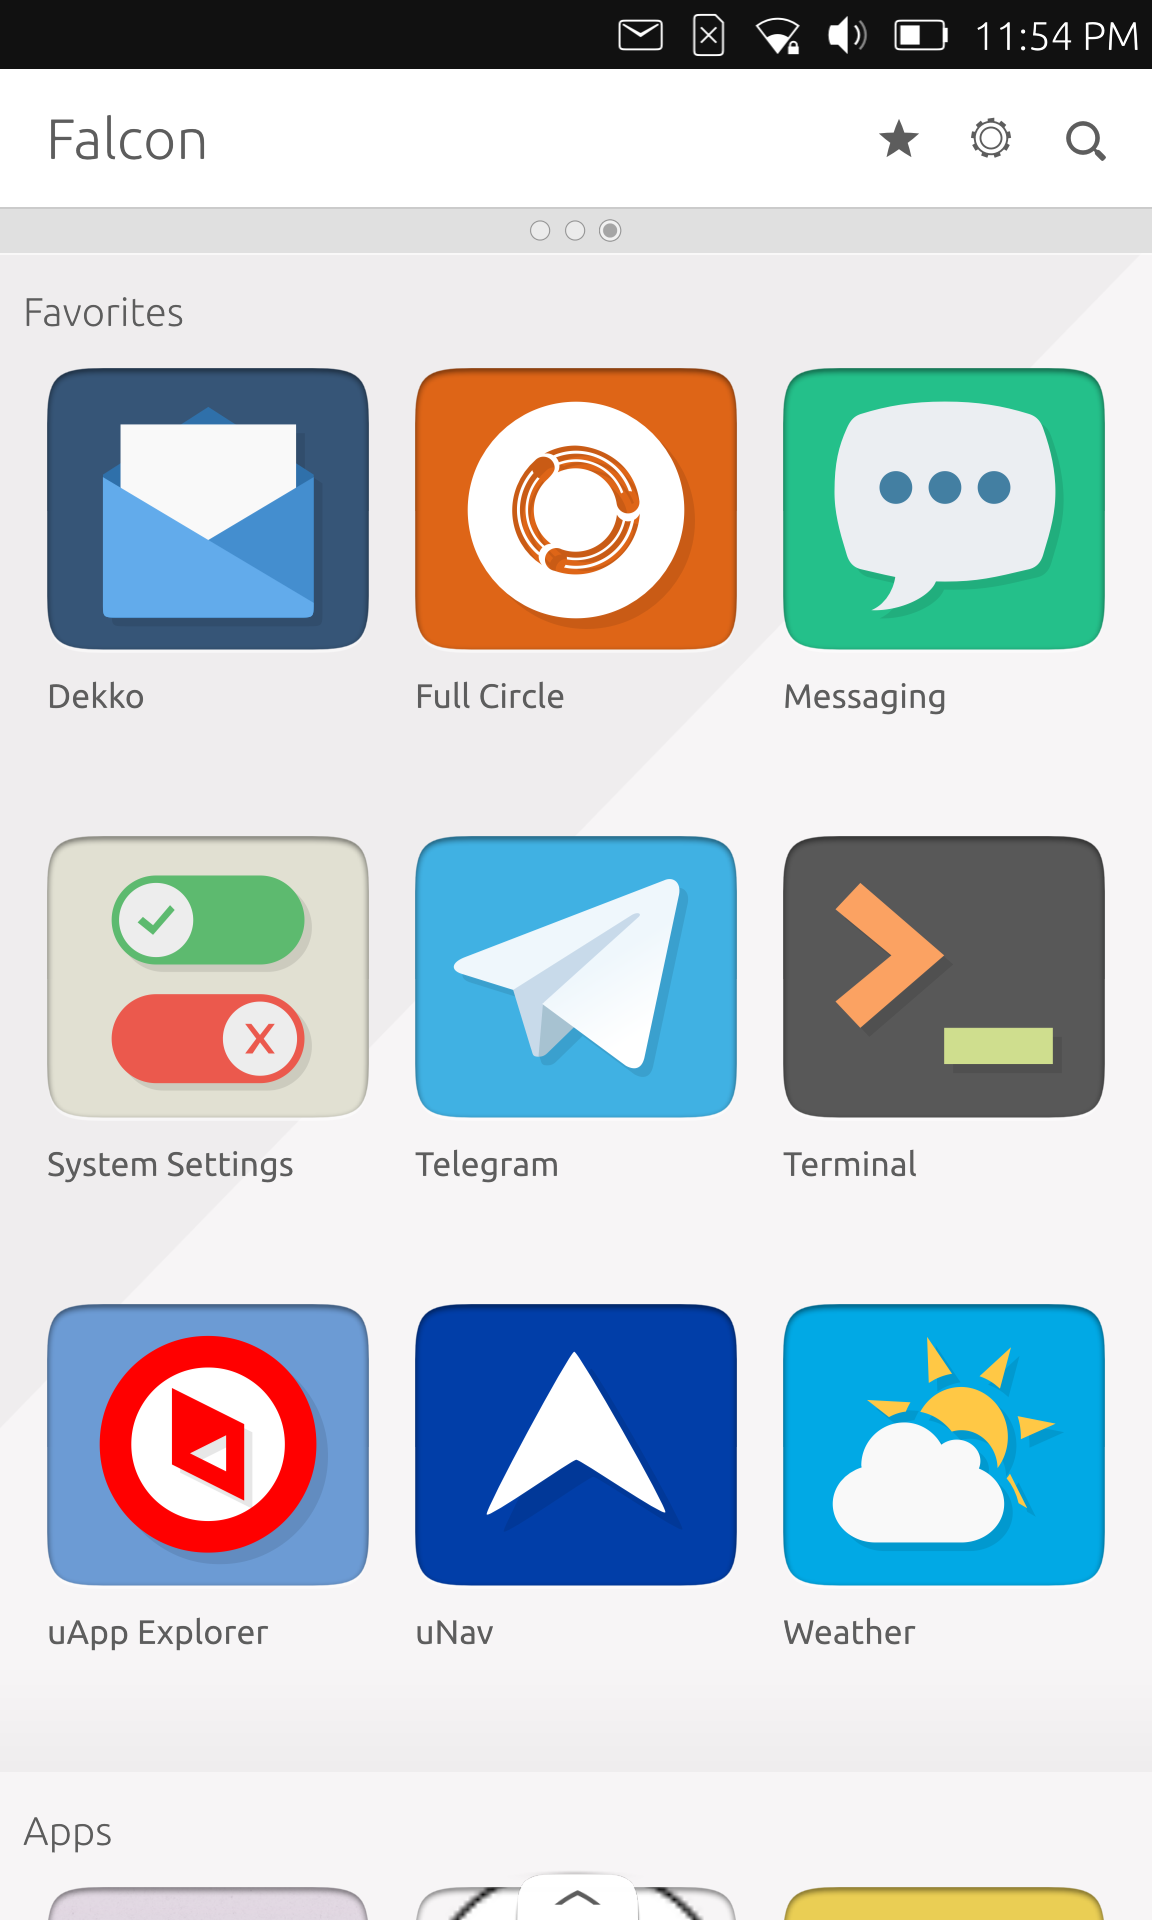 11:54 PM
Falcon
Favorites
Dekko
Full Circle
Messaging
System Settings
Telegram
Terminal
uApp Explorer
uNav
Weather
Apps